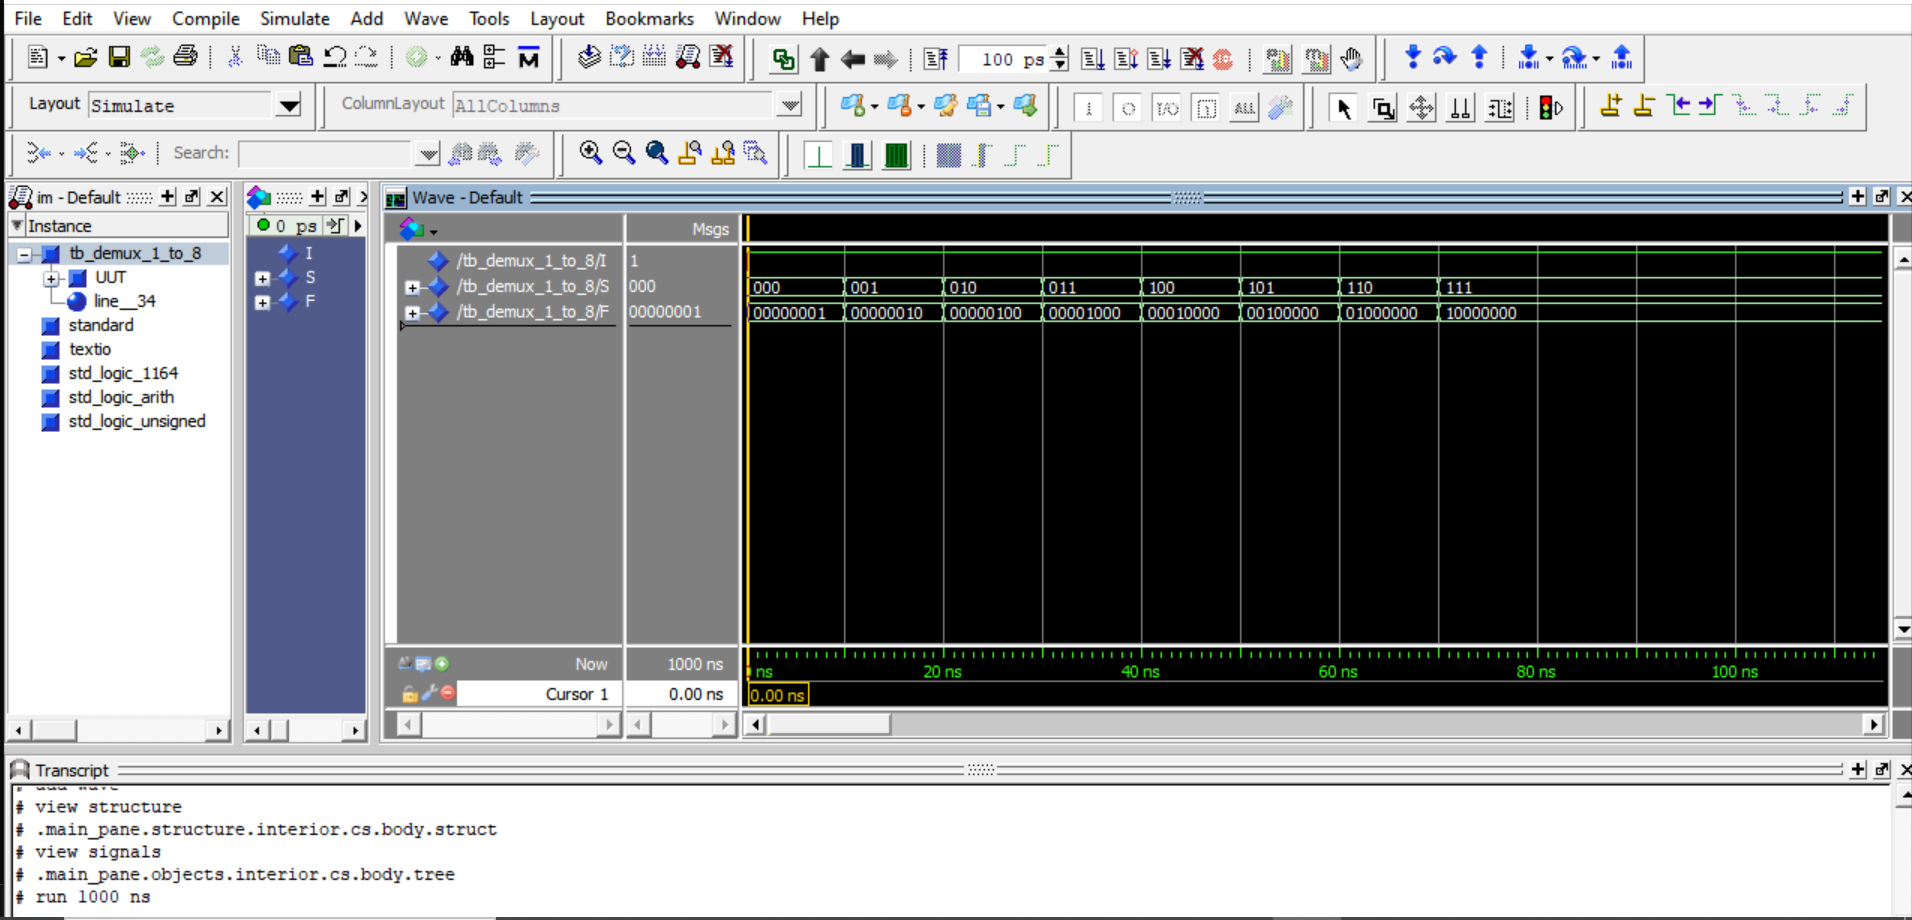 File Edit View Compile Simulate Add Wave Tools Layout Bookmarks Window Help
100 ps
Layout Simulate ColumnLayout AllColumns
Search:
im - Default
Instance
tb_demux_1_to_8
UUT
line__34
standard
textio
std_logic_1164
std_logic_arith
std_logic_unsigned
0 ps
I
S
F
Wave - Default
Msgs
/tb_demux_1_to_8/I 1
/tb_demux_1_to_8/S 000 000 001 010 011 100 101 110 111
/tb_demux_1_to_8/F 00000001 00000001 00000010 00000100 00001000 00010000 00100000 01000000 10000000
Now 1000 ns ns 20 ns 40 ns 60 ns 80 ns 100 ns
Cursor 1 0.00 ns 0.00 ns
Transcript
# add wave
# view structure
# .main_pane.structure.interior.cs.body.struct
# view signals
# .main_pane.objects.interior.cs.body.tree
# run 1000 ns